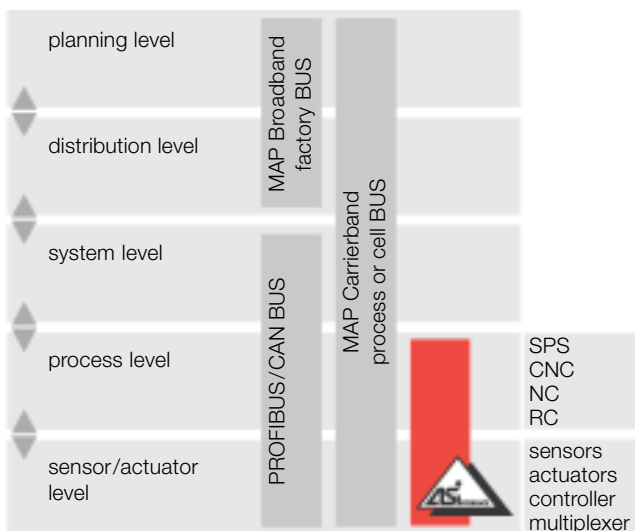 planning level
distribution level
system level
process level
sensor/actuator
level
MAP Broadband
factory BUS
PROFIBUS/CAN BUS
MAP Carrierband
process or cell BUS
SPS
CNC
NC
RC
sensors
actuators
controller
multiplexer
ASi